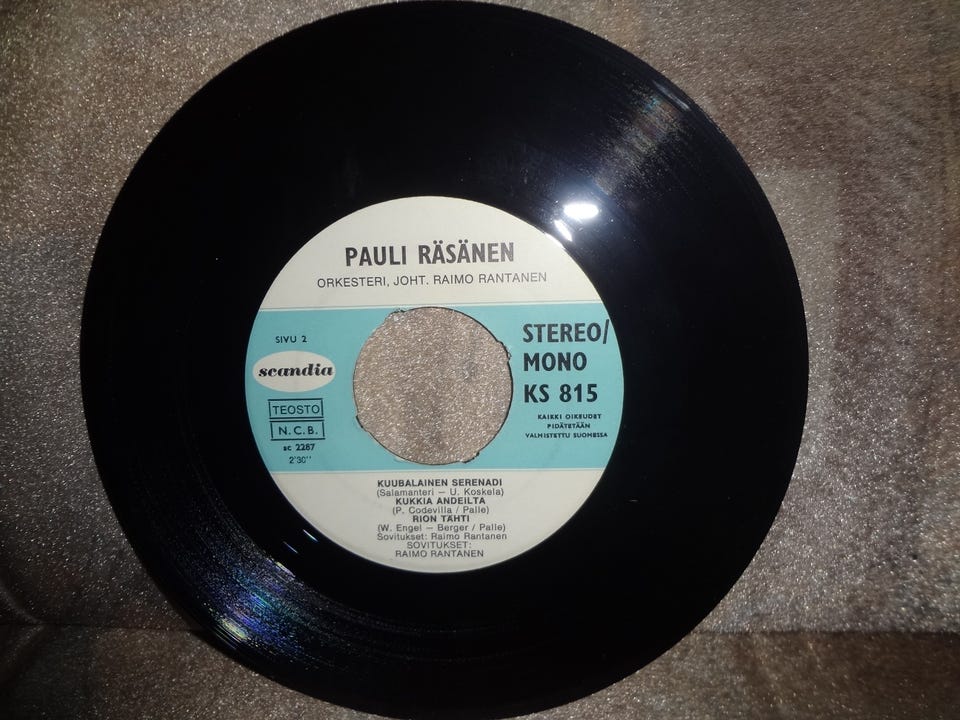 PAULI RÄSÄNEN
ORKESTERI, JOHT. RAIMO RANTANEN
SIVU 2
scandia
TEOSTO
N.C.B.
sc 2287
2'30''
STEREO/
MONO
KS 815
KAIKKI OIKEUDET
PIDÄTETÄÄN
VALMISTETTU SUOMESSA
KUUBALAINEN SERENADI
(Salamanteri – U. Koskela)
KUKKIA ANDEILTA
(P. Codevilla / Palle)
RION TÄHTI
(W. Engel – Berger / Palle)
Sovitukset: Raimo Rantanen
SOVITUKSET:
RAIMO RANTANEN